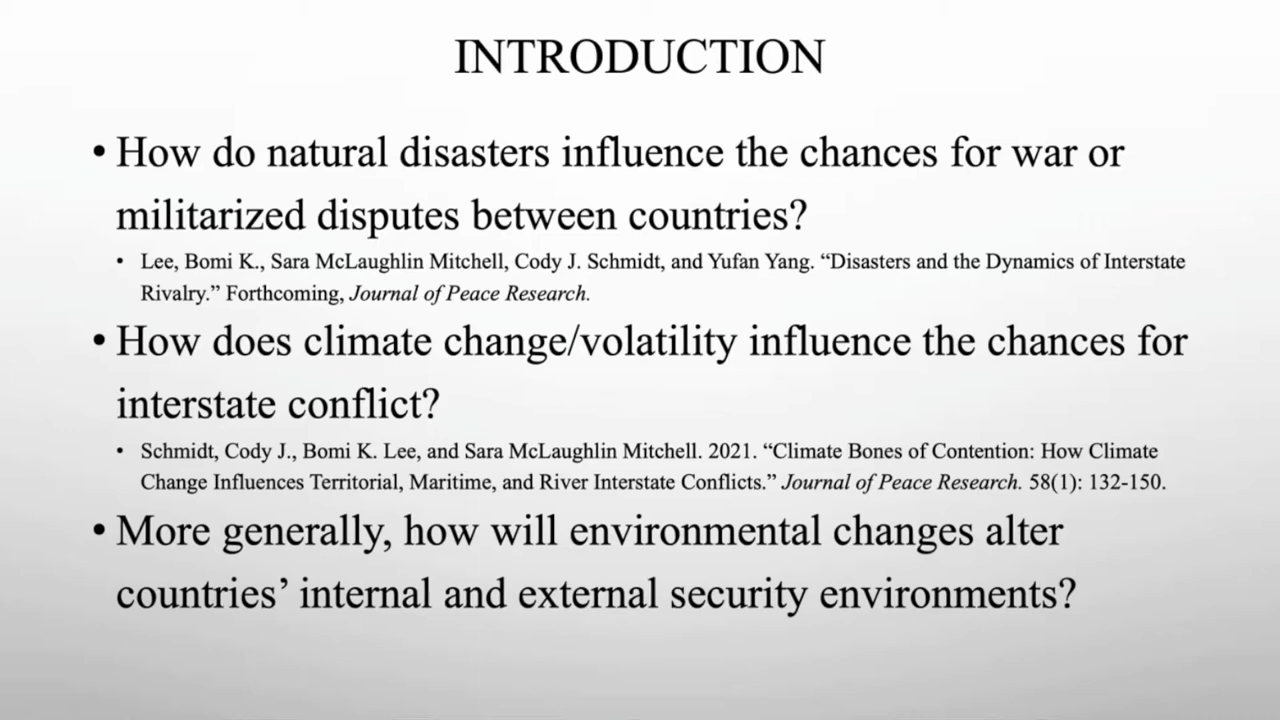 INTRODUCTION
• How do natural disasters influence the chances for war or
militarized disputes between countries?
• Lee, Bomi K., Sara McLaughlin Mitchell, Cody J. Schmidt, and Yufan Yang. “Disasters and the Dynamics of Interstate
Rivalry.” Forthcoming, Journal of Peace Research.
• How does climate change/volatility influence the chances for
interstate conflict?
• Schmidt, Cody J., Bomi K. Lee, and Sara McLaughlin Mitchell. 2021. “Climate Bones of Contention: How Climate
Change Influences Territorial, Maritime, and River Interstate Conflicts.” Journal of Peace Research. 58(1): 132-150.
• More generally, how will environmental changes alter
countries’ internal and external security environments?